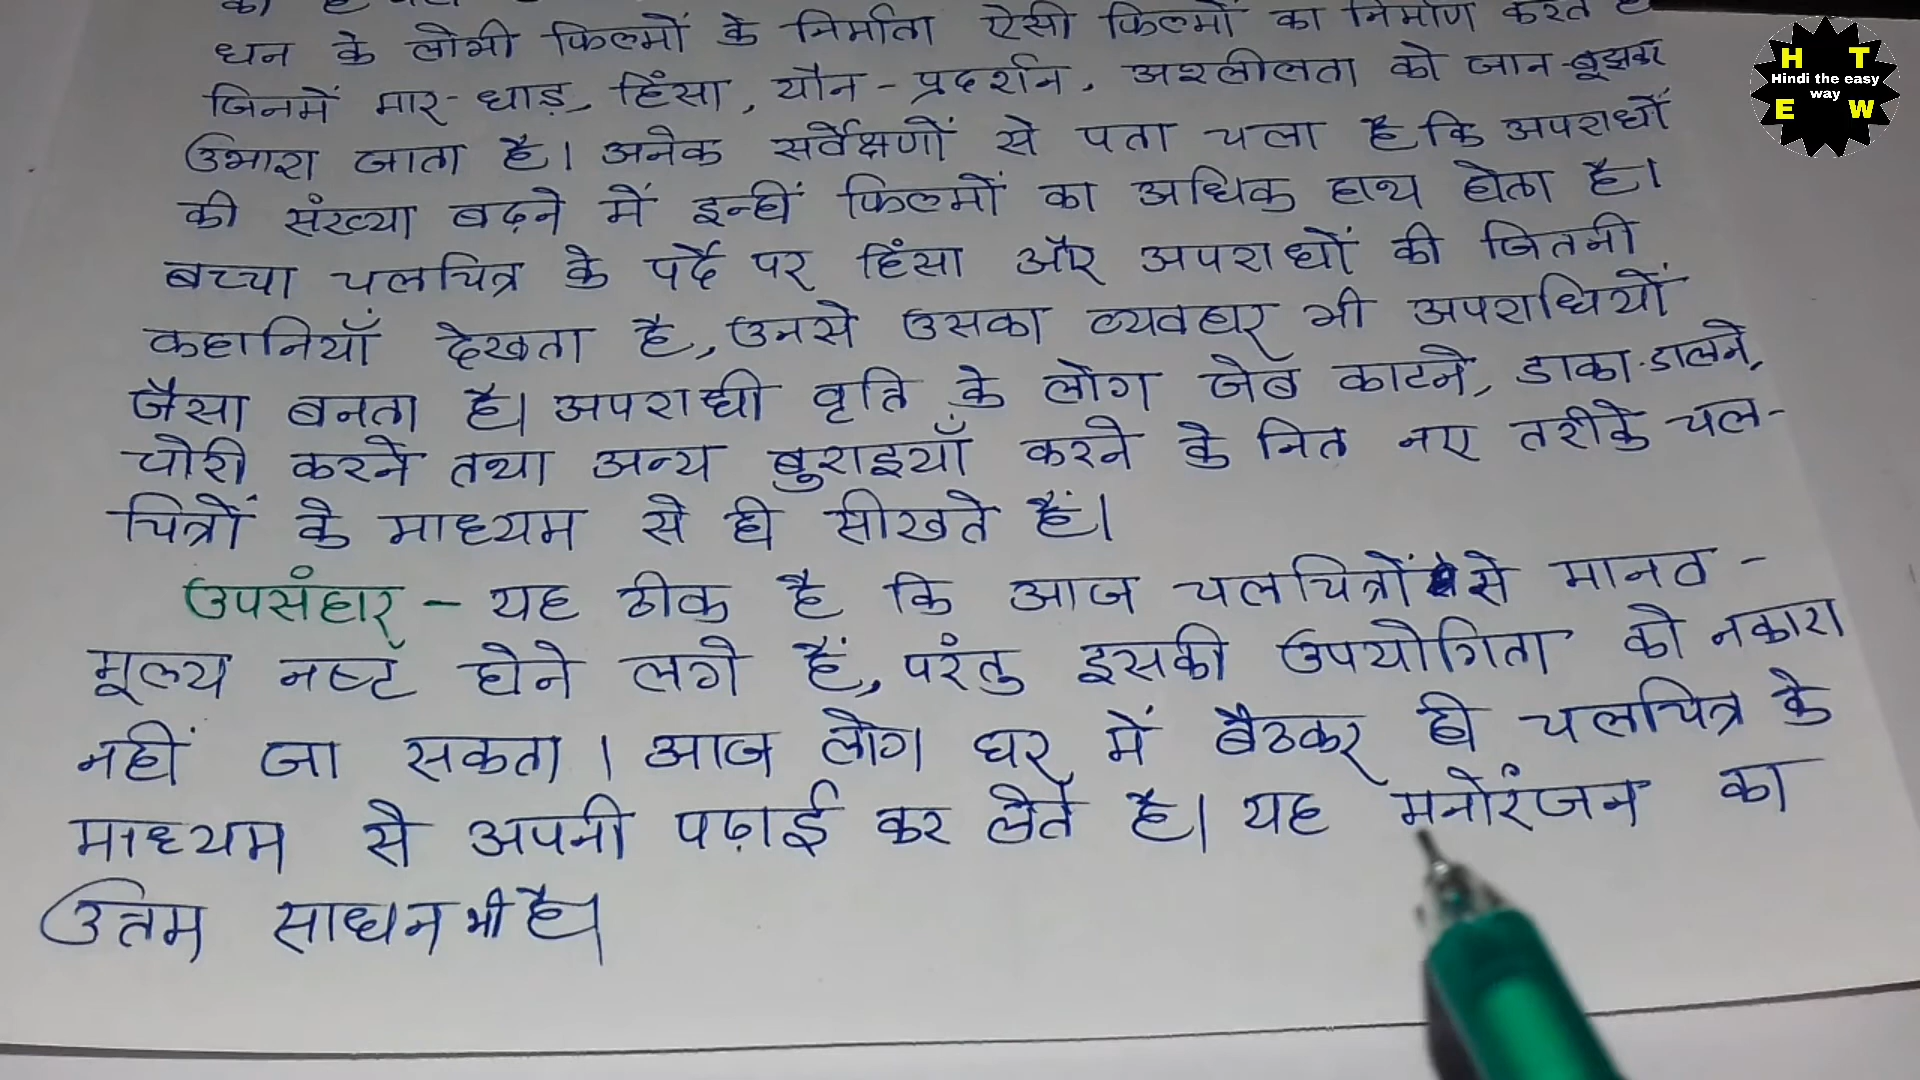 धन के लोभी फिल्मों के निर्माता ऐसी फिल्मों का निर्माण करते
जिनमें मार-धाड़, हिंसा, यौन-प्रदर्शन, अश्लीलता को जान-बूझकर
उभारा जाता है। अनेक सर्वेक्षणों से पता चला है कि अपराधों
की संख्या बढ़ने में इन्हीं फिल्मों का अधिक हाथ होता है।
बच्चा चलचित्र के पर्दे पर हिंसा और अपराधों की जितनी
कहानियाँ देखता है, उनसे उसका व्यवहार भी अपराधियों
जैसा बनता है। अपराधी वृति के लोग जेब काटने, डाका-डालने,
चोरी करने तथा अन्य बुराइयाँ करने के नित नए तरीके चल-
चित्रों के माध्यम से ही सीखते हैं।
उपसंहार - यह ठीक है कि आज चलचित्रों से मानव-
मूल्य नष्ट होने लगे हैं, परंतु इसकी उपयोगिता को नकारा
नहीं जा सकता। आज लोग घर में बैठकर ही चलचित्र के
माध्यम से अपनी पढ़ाई कर लेते है। यह मनोरंजन का
उतम साधन भी है।
H T
Hindi the easy
way
E W